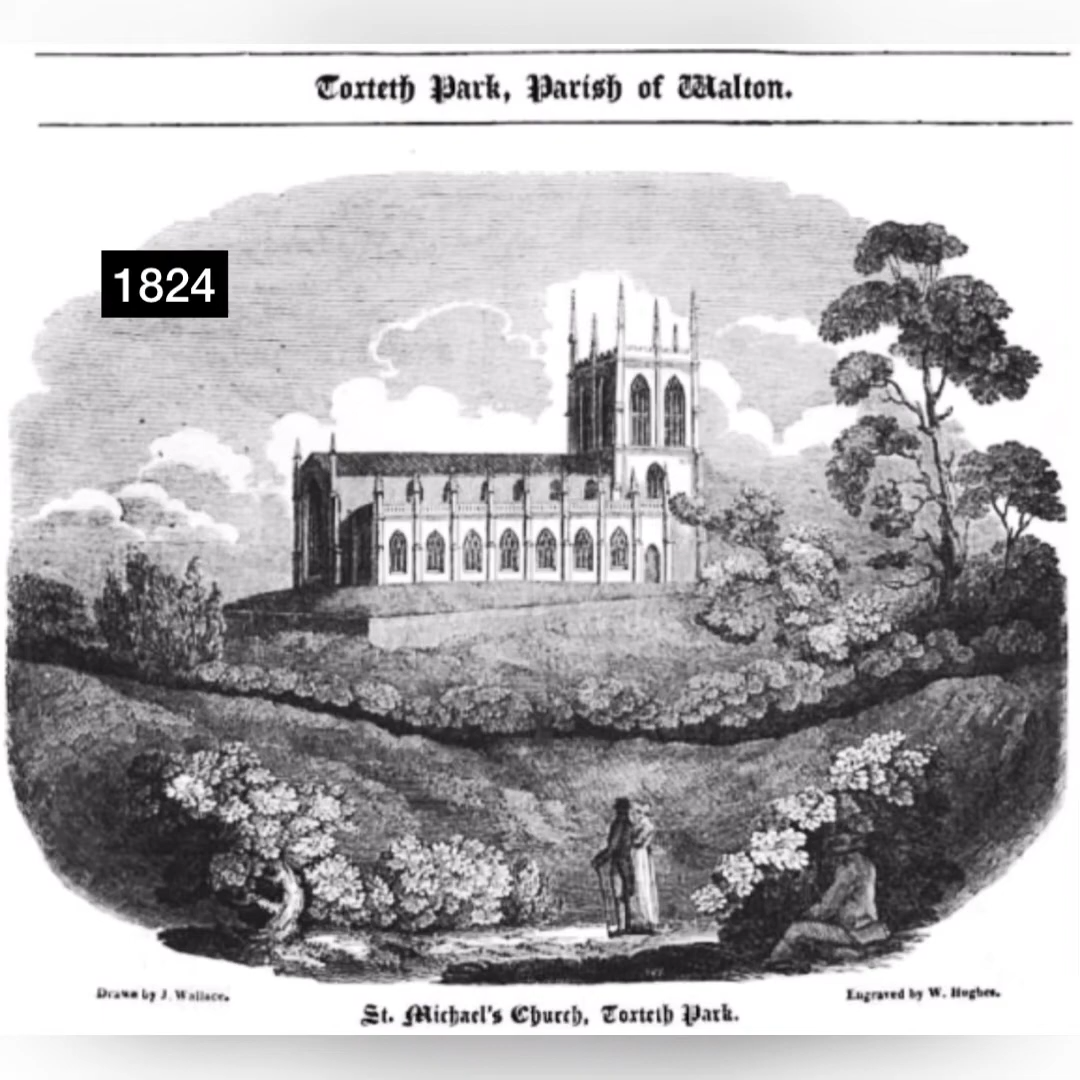 Toxteth Park, Parish of Walton.
1824
Drawn by J. Wallace.
Engraved by W. Hughes.
St. Michael's Church, Toxteth Park.